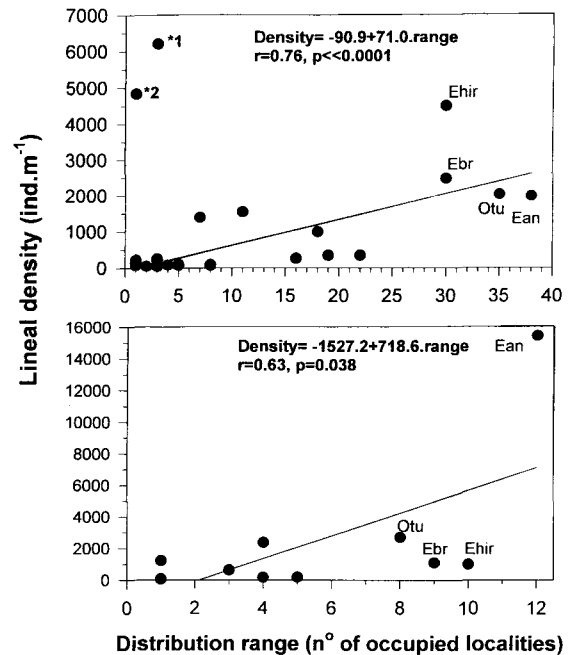 7000
6000
5000
4000
3000
2000
1000
0
*1
*2
Density= -90.9+71.0.range
r=0.76, p<<0.0001
Ehir
Ebr
Otu
Ean
0 5 10 15 20 25 30 35 40
Lineal density (ind.m-1)
16000
14000
12000
10000
8000
6000
4000
2000
0
Density= -1527.2+718.6.range
r=0.63, p=0.038
Ean
Otu
Ebr
Ehir
0 2 4 6 8 10 12
Distribution range (nº of occupied localities)